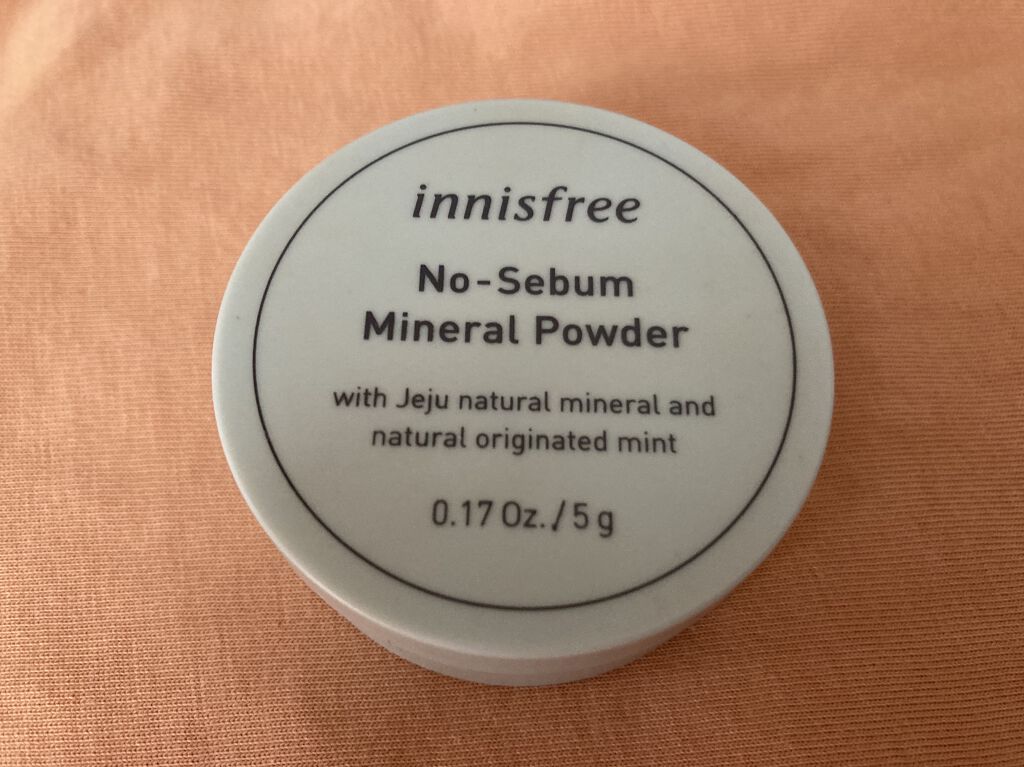 innisfree
No-Sebum
Mineral Powder
with Jeju natural mineral and
natural originated mint
0.17 Oz./5 g